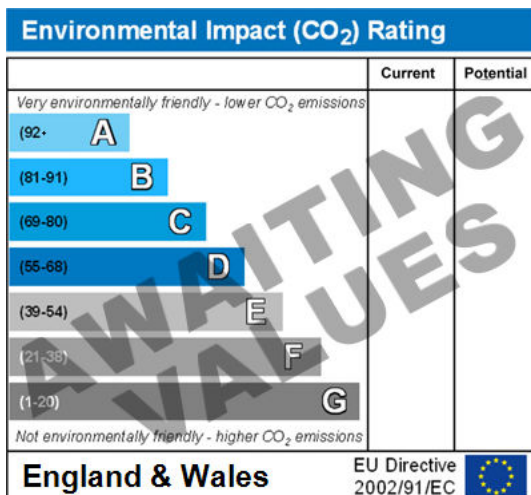 Environmental Impact (CO₂) Rating
Current Potential
Very environmentally friendly - lower CO₂ emissions
(92+ A
(81-91) B
(69-80) C
(55-68) D
(39-54) E
(21-38) F
(1-20) G
AWAITING
VALUES
Not environmentally friendly - higher CO₂ emissions
England & Wales
EU Directive
2002/91/EC